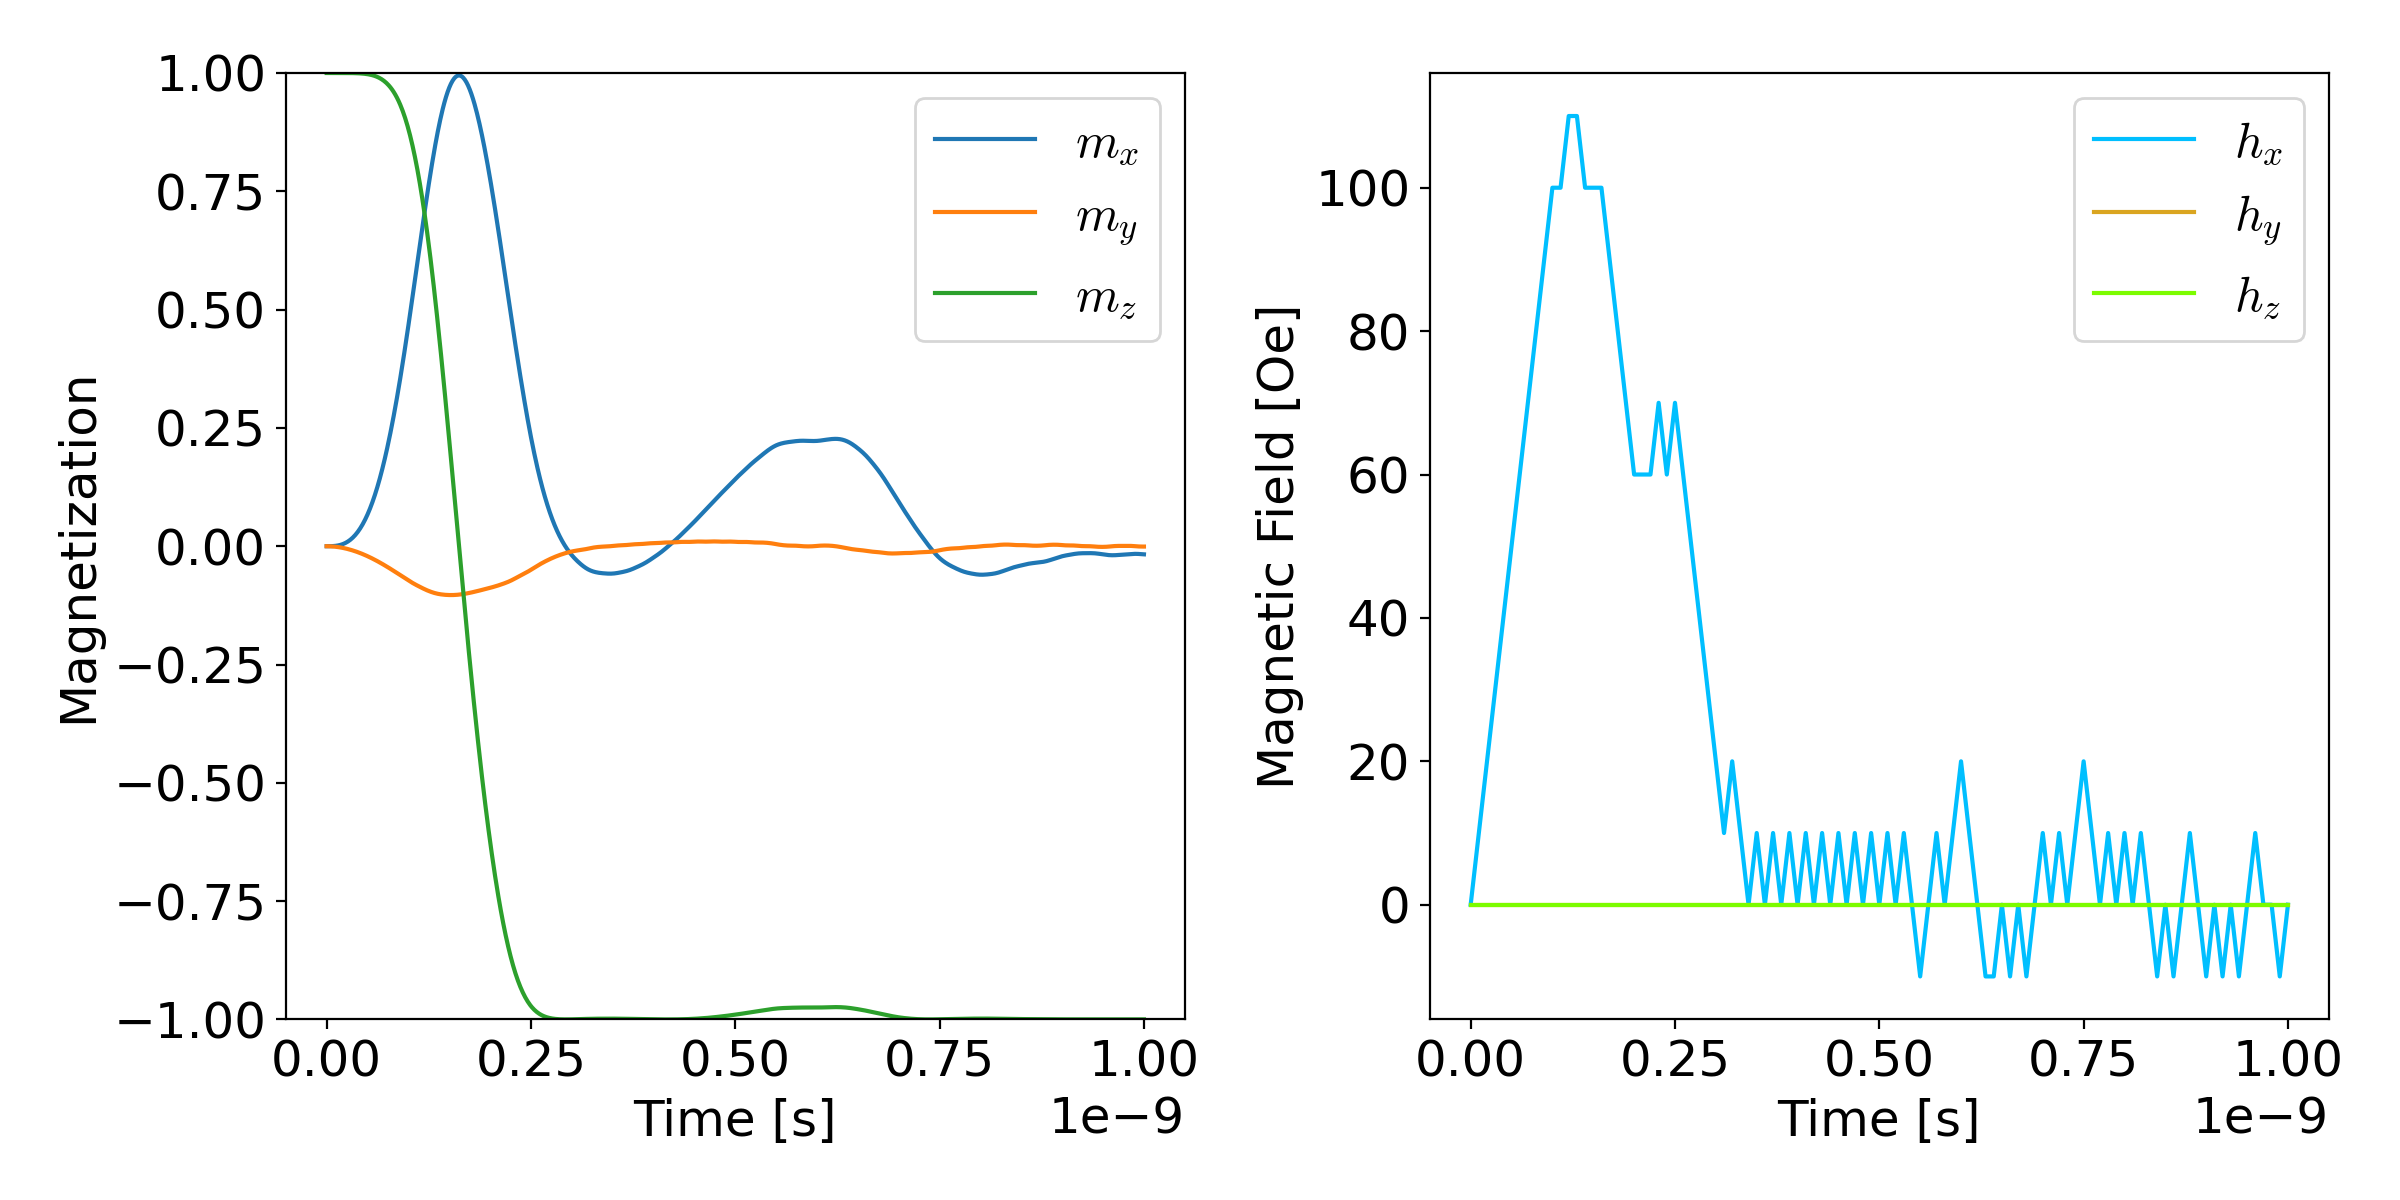 Magnetization
1.00
0.75
0.50
0.25
0.00
−0.25
−0.50
−0.75
−1.00
0.00 0.25 0.50 0.75 1.00
Time [s]
1e−9
m_x
m_y
m_z
Magnetic Field [Oe]
100
80
60
40
20
0
0.00 0.25 0.50 0.75 1.00
Time [s]
1e−9
h_x
h_y
h_z